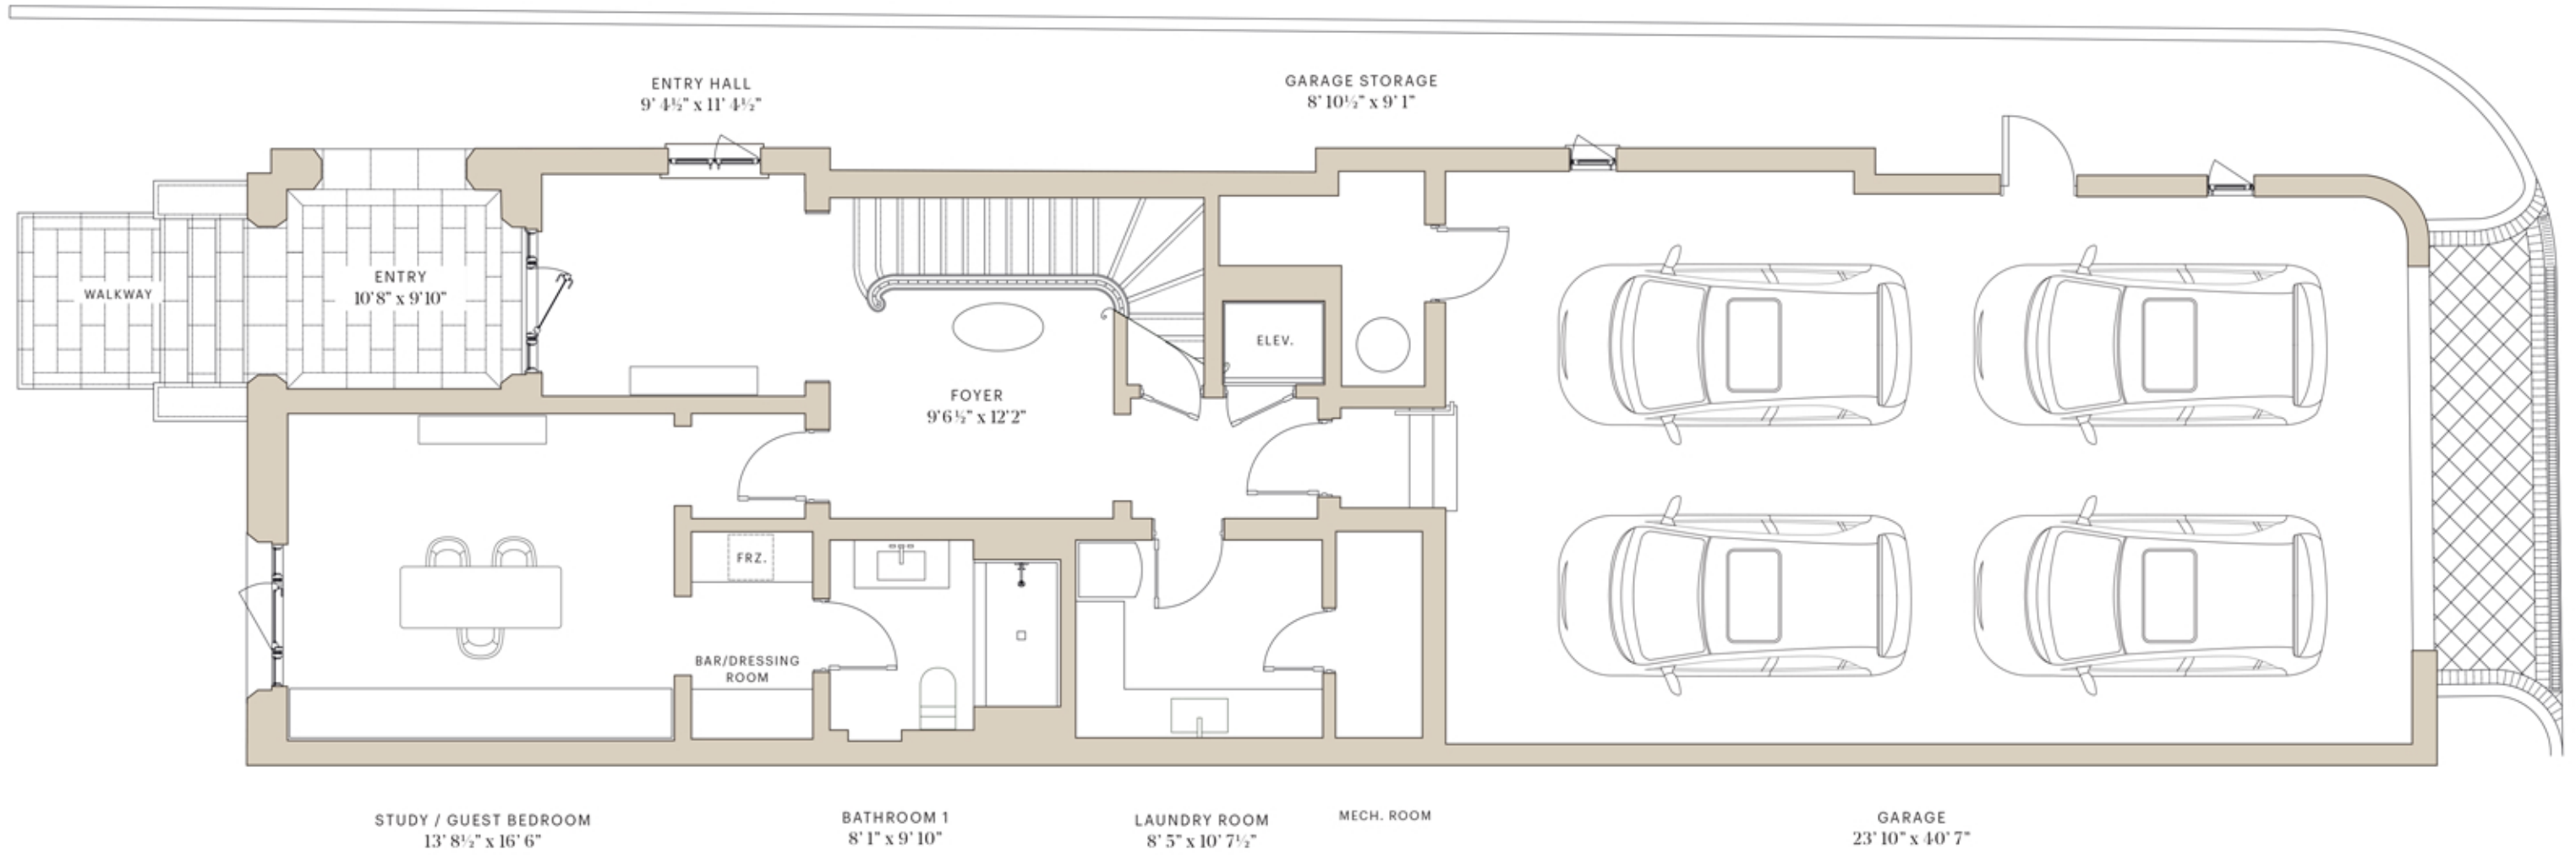 ENTRY HALL
9' 4½" x 11' 4½"
GARAGE STORAGE
8' 10½" x 9' 1"
WALKWAY
ENTRY
10' 8" x 9' 10"
ELEV.
FOYER
9' 6½" x 12' 2"
FRZ.
BAR/DRESSING
ROOM
STUDY / GUEST BEDROOM
13' 8½" x 16' 6"
BATHROOM 1
8' 1" x 9' 10"
LAUNDRY ROOM
8' 5" x 10' 7½"
MECH. ROOM
GARAGE
23' 10" x 40' 7"